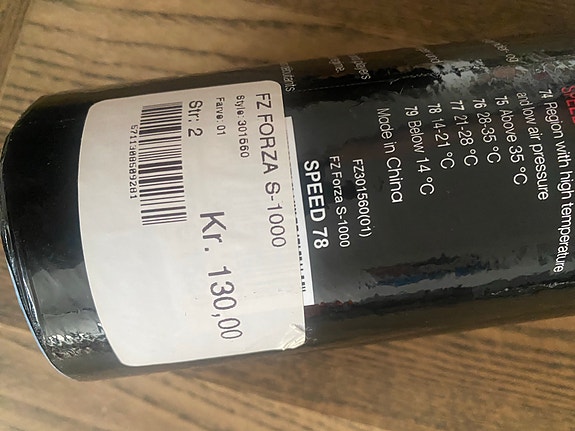 FZ FORZA S-1000
Style: 301560
Farve: 01
Str: 2
Kr. 130,00
SPEED 78
FZ Forza S-1000
FZ301560(01)
74 Region with high temperature
and low air pressure
75 Above 35 °C
76 28-35 °C
77 21-28 °C
78 14-21 °C
79 Below 14 °C
Made in China